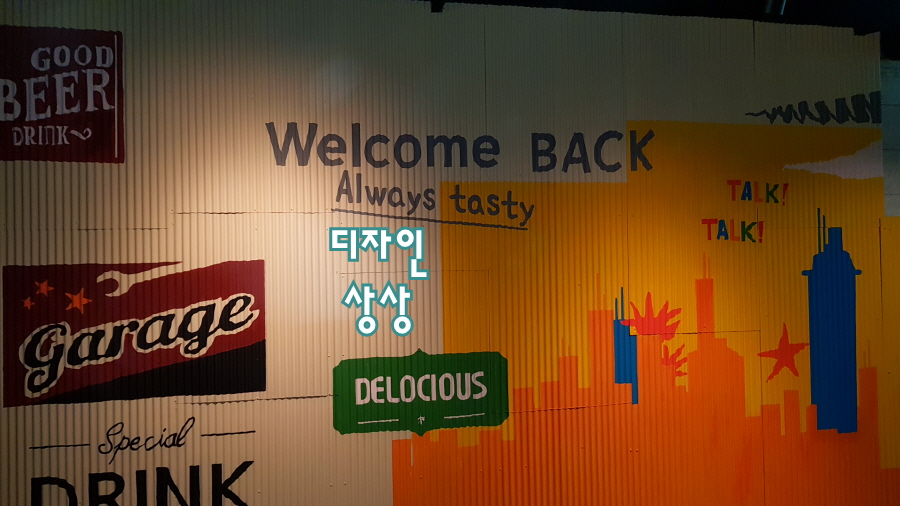 GOOD
BEER
DRINK
Welcome BACK
Always tasty
TALK!
TALK!
디자인
상상
Garage
DELOCIOUS
Special
DRINK